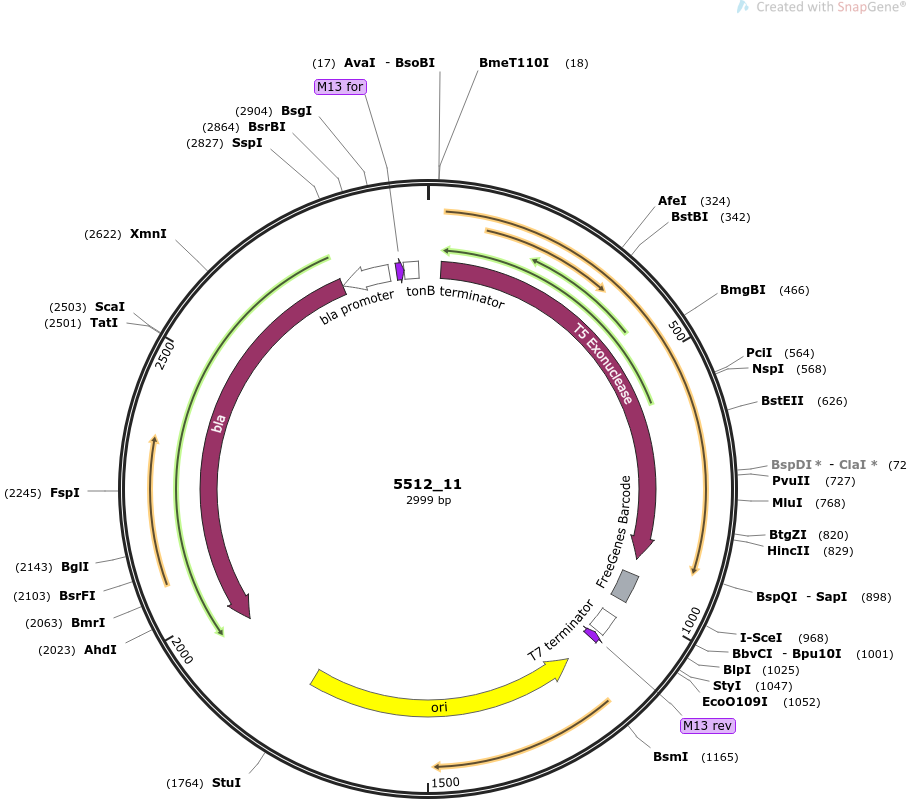 Created with SnapGene®
(17) AvaI - BsoBI
BmeT110I (18)
M13 for
(2904) BsgI
(2864) BsrBI
(2827) SspI
AfeI (324)
BstBI (342)
(2622) XmnI
BmgBI (466)
(2503) ScaI
(2501) TatI
bla promoter
tonB terminator
T5 Exonuclease
500
2500
PciI (564)
NspI (568)
BstEII (626)
bla
BspDI * - ClaI * (72
PvuII (727)
5512_11
2999 bp
(2245) FspI
MluI (768)
FreeGenes Barcode
BtgZI (820)
HincII (829)
(2143) BglI
(2103) BsrFI
BspQI - SapI (898)
(2063) BmrI
(2023) AhdI
2000
T7 terminator
1000
I-SceI (968)
BbvCI - Bpu10I (1001)
BlpI (1025)
StyI (1047)
EcoO109I (1052)
ori
M13 rev
BsmI (1165)
(1764) StuI
1500